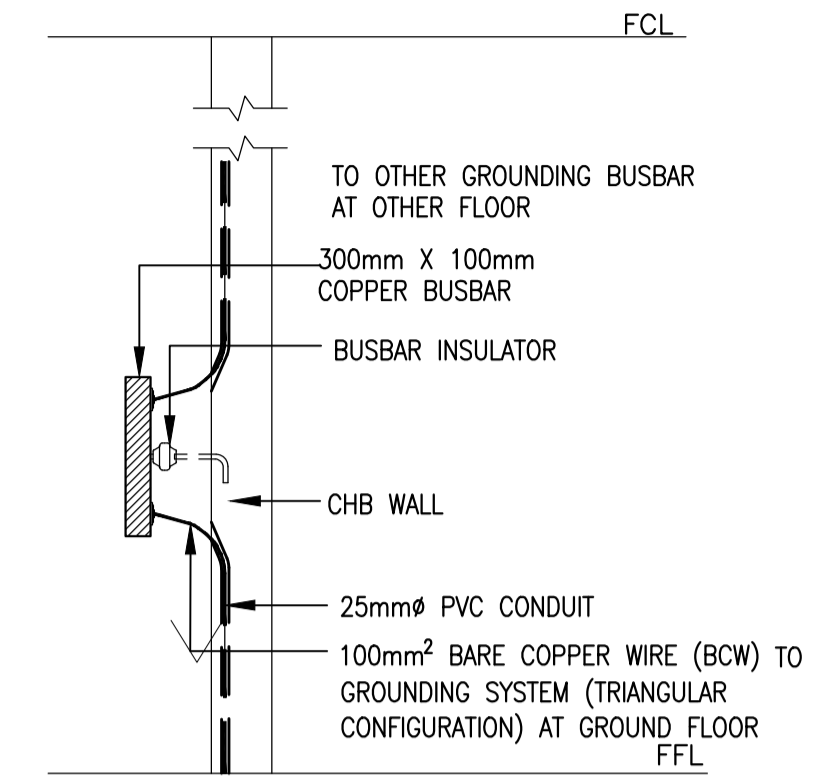 FCL
TO OTHER GROUNDING BUSBAR
AT OTHER FLOOR
300mm X 100mm
COPPER BUSBAR
BUSBAR INSULATOR
CHB WALL
25mmø PVC CONDUIT
100mm² BARE COPPER WIRE (BCW) TO
GROUNDING SYSTEM (TRIANGULAR
CONFIGURATION) AT GROUND FLOOR
FFL